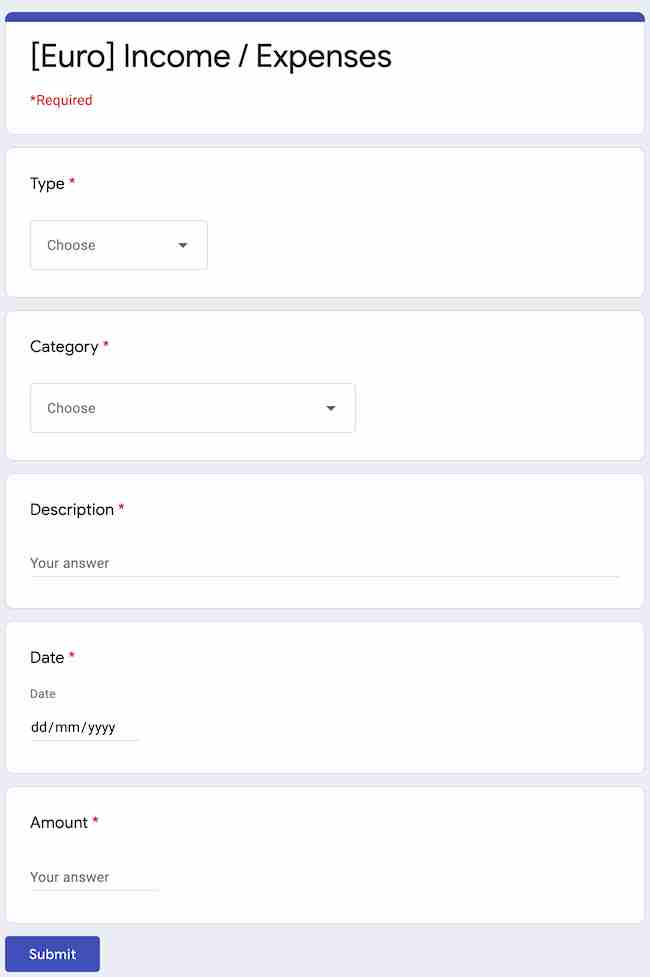 [Euro] Income / Expenses
*Required
Type *
Choose
Category *
Choose
Description *
Your answer
Date *
Date
dd/mm/yyyy
Amount *
Your answer
Submit